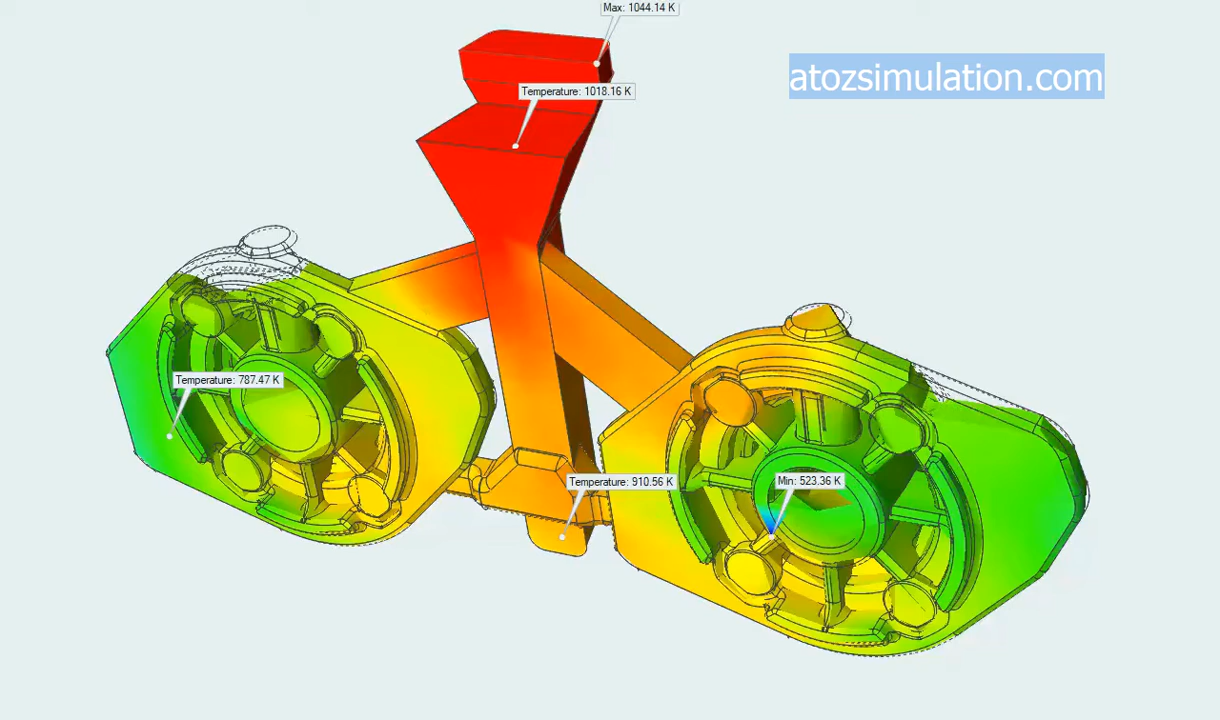 Max: 1044.14 K
atozsimulation.com
Temperature: 1018.16 K
Temperature: 787.47 K
Temperature: 910.56 K
Min: 523.36 K